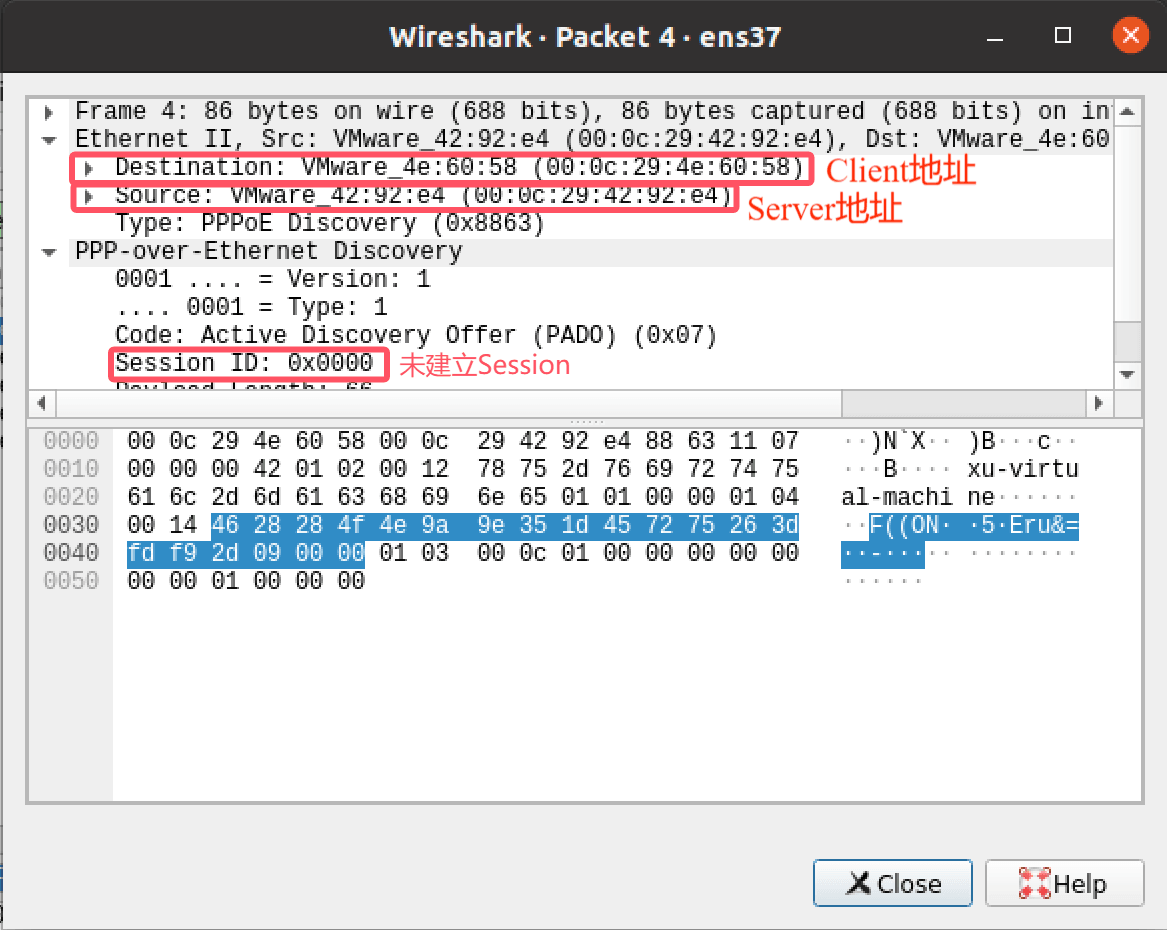 Wireshark · Packet 4 · ens37
Frame 4: 86 bytes on wire (688 bits), 86 bytes captured (688 bits) on in
Ethernet II, Src: VMware_42:92:e4 (00:0c:29:42:92:e4), Dst: VMware_4e:60
Destination: VMware_4e:60:58 (00:0c:29:4e:60:58) Client地址
Source: VMware_42:92:e4 (00:0c:29:42:92:e4) Server地址
Type: PPPoE Discovery (0x8863)
PPP-over-Ethernet Discovery
0001 .... = Version: 1
.... 0001 = Type: 1
Code: Active Discovery Offer (PADO) (0x07)
Session ID: 0x0000 未建立Session
Payload Length: 66
0000 00 0c 29 4e 60 58 00 0c 29 42 92 e4 88 63 11 07 ··)N`X·· )B···c··
0010 00 00 00 42 01 02 00 12 78 75 2d 76 69 72 74 75 ···B···· xu-virtu
0020 61 6c 2d 6d 61 63 68 69 6e 65 01 01 00 00 01 04 al-machi ne······
0030 00 14 46 28 28 4f 4e 9a 9e 35 1d 45 72 75 26 3d ··F((ON· ·5·Eru&=
0040 fd f9 2d 09 00 00 01 03 00 0c 01 00 00 00 00 00 ··-····· ········
0050 00 00 01 00 00 00 ······
Close Help